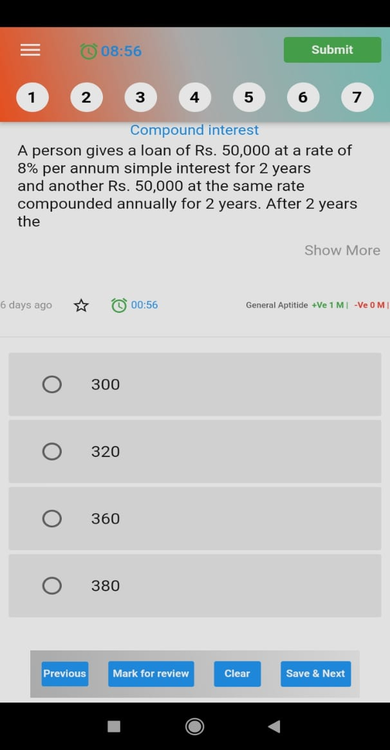 08:56
Submit
1 2 3 4 5 6 7
Compound interest
A person gives a loan of Rs. 50,000 at a rate of
8% per annum simple interest for 2 years
and another Rs. 50,000 at the same rate
compounded annually for 2 years. After 2 years
the
Show More
6 days ago 00:56 General Aptitide +Ve 1 M | -Ve 0 M |
300
320
360
380
Previous Mark for review Clear Save & Next